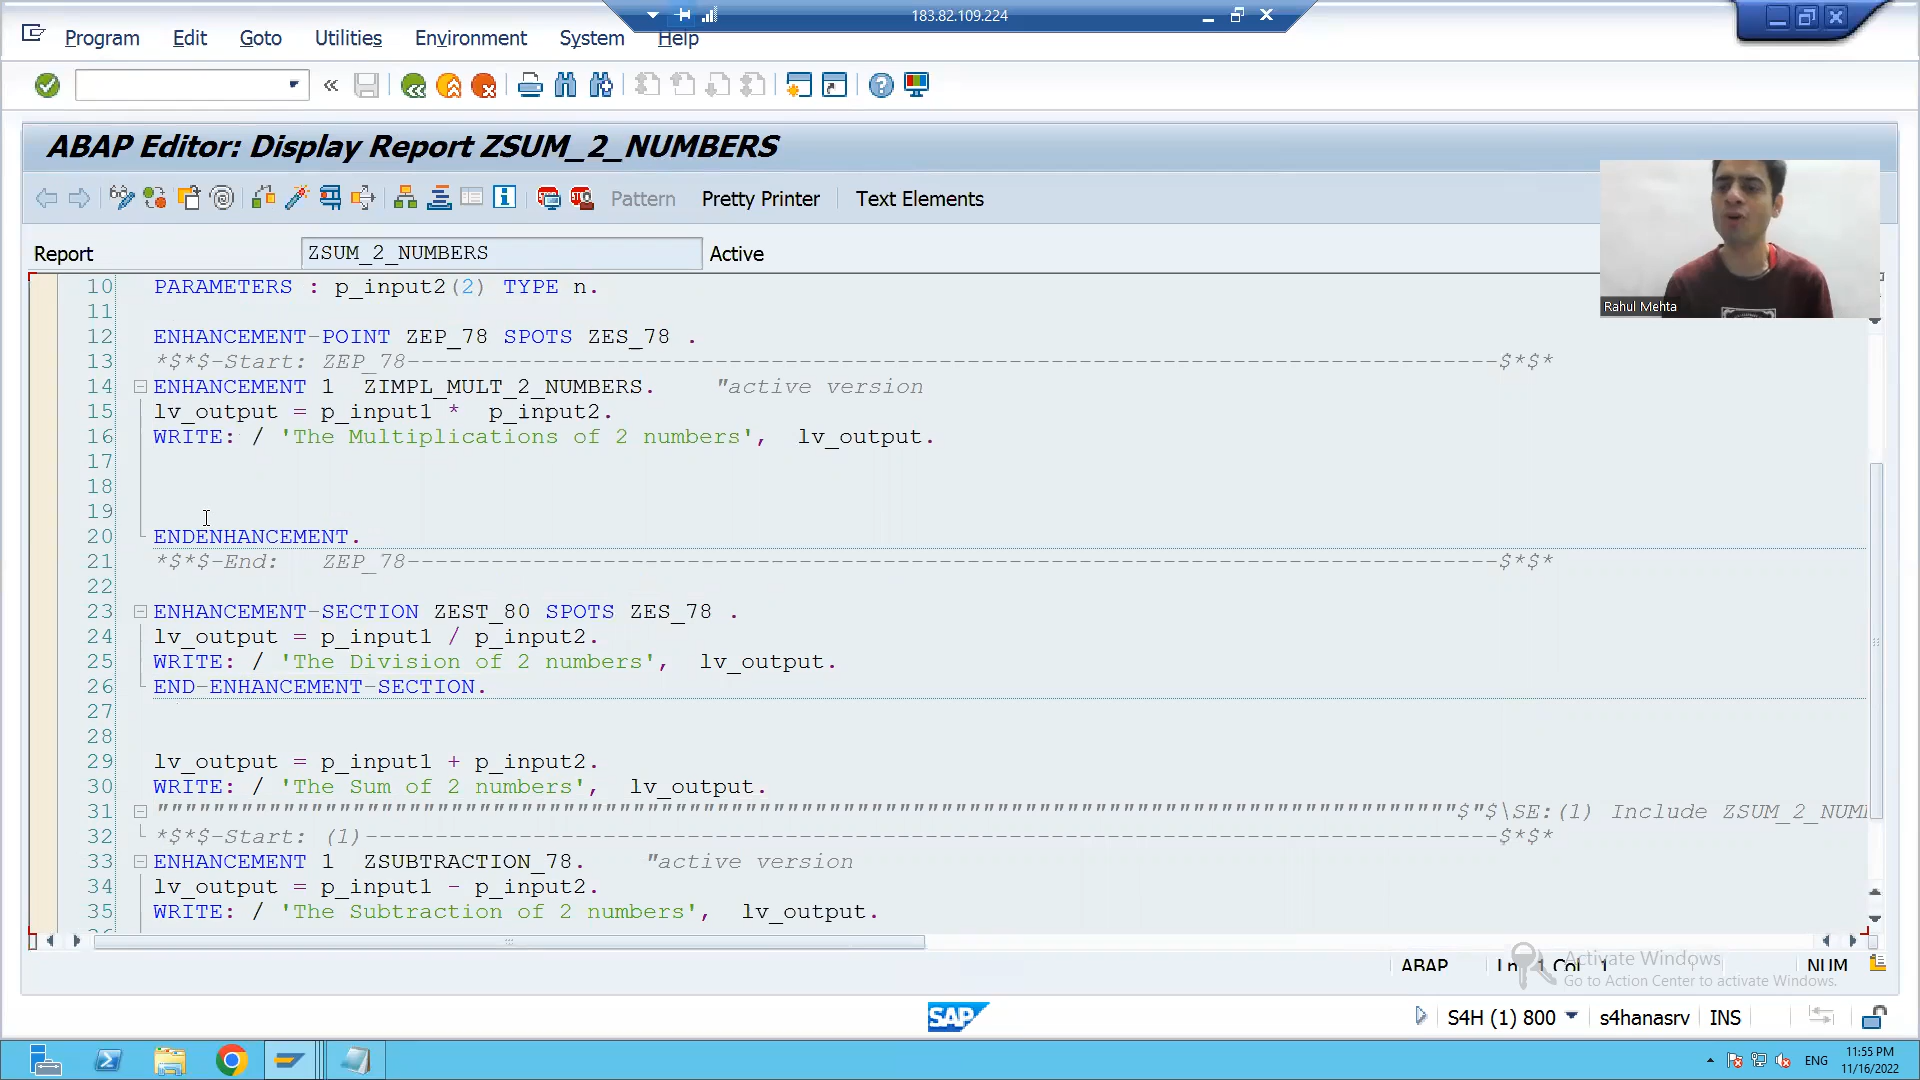 183.82.109.224
Program Edit Goto Utilities Environment System Help
ABAP Editor: Display Report ZSUM_2_NUMBERS
Pattern Pretty Printer Text Elements
Report ZSUM_2_NUMBERS Active
Rahul Mehta
10 PARAMETERS : p_input2(2) TYPE n.
11
12 ENHANCEMENT-POINT ZEP_78 SPOTS ZES_78 .
13 *$*$-Start: ZEP_78------------------------------------------------------------------------------$*$*
14 ENHANCEMENT 1  ZIMPL_MULT_2_NUMBERS.    "active version
15 lv_output = p_input1 *  p_input2.
16 WRITE: / 'The Multiplications of 2 numbers',  lv_output.
17
18
19
20 ENDENHANCEMENT.
21 *$*$-End:   ZEP_78------------------------------------------------------------------------------$*$*
22
23 ENHANCEMENT-SECTION ZEST_80 SPOTS ZES_78 .
24 lv_output = p_input1 / p_input2.
25 WRITE: / 'The Division of 2 numbers',  lv_output.
26 END-ENHANCEMENT-SECTION.
27
28
29 lv_output = p_input1 + p_input2.
30 WRITE: / 'The Sum of 2 numbers',  lv_output.
31 """""""""""""""""""""""""""""""""""""""""""""""""""""""""""""""""""""""""""""""""""""""""""""$"$\SE:(1) Include ZSUM_2_NUM
32 *$*$-Start: (1)---------------------------------------------------------------------------------$*$*
33 ENHANCEMENT 1  ZSUBTRACTION_78.    "active version
34 lv_output = p_input1 - p_input2.
35 WRITE: / 'The Subtraction of 2 numbers',  lv_output.
Activate Windows
ABAP Ln 1 Col 1 NUM
Go to Action Center to activate Windows.
SAP
S4H (1) 800 s4hanasrv INS
ENG
11:55 PM
11/16/2022